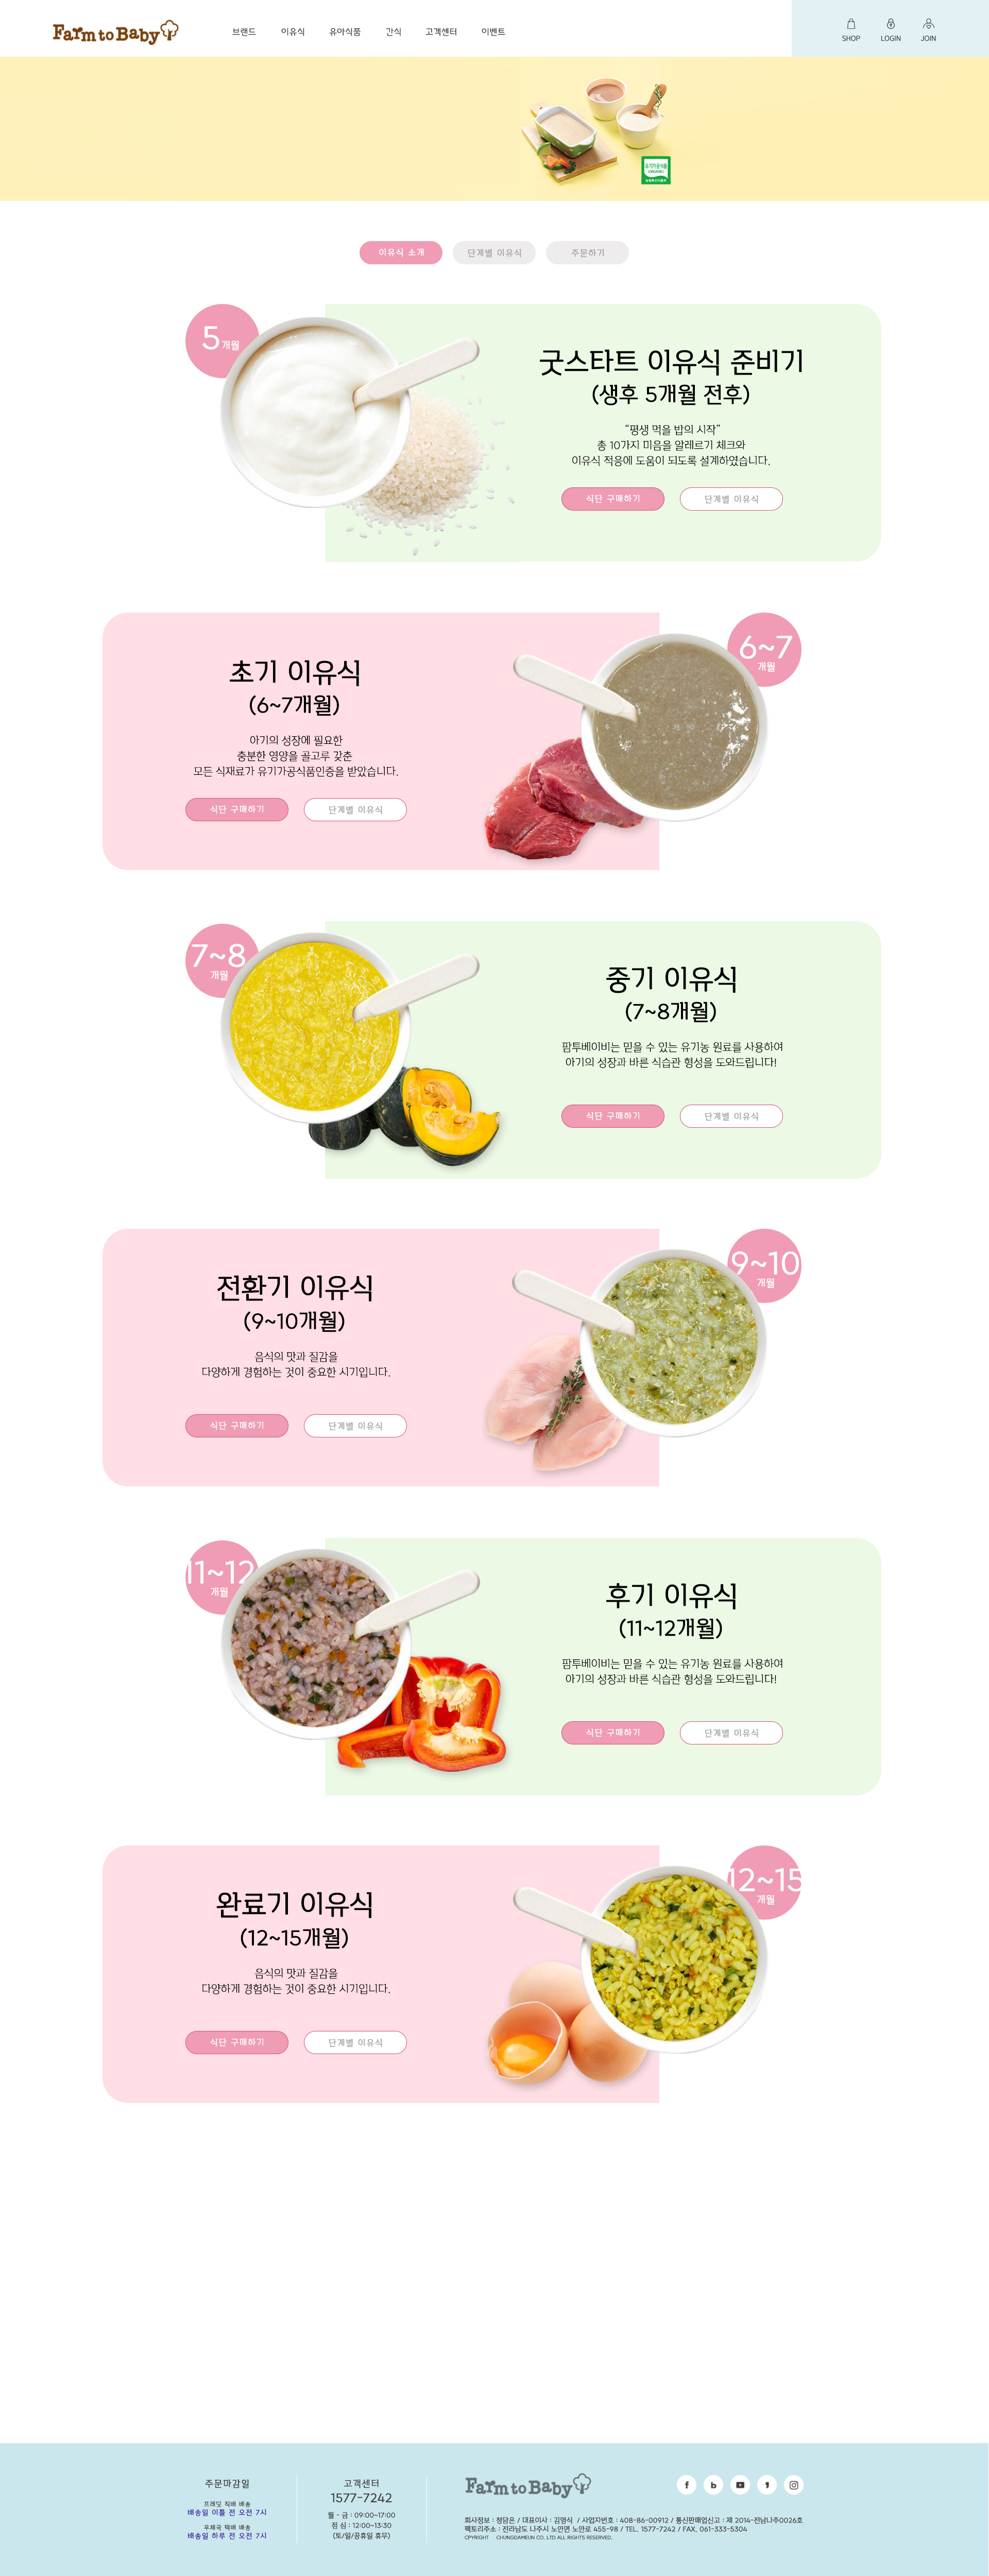 Farm to Baby
브랜드 이유식 유아식품 간식 고객센터 이벤트
SHOP LOGIN JOIN
유기가공식품
(ORGANIC)
농림축산식품부
이유식 소개 단계별 이유식 주문하기
5개월
굿스타트 이유식 준비기
(생후 5개월 전후)
“평생 먹을 밥의 시작”
총 10가지 미음을 알레르기 체크와
이유식 적응에 도움이 되도록 설계하였습니다.
식단 구매하기 단계별 이유식
6~7
개월
초기 이유식
(6~7개월)
아기의 성장에 필요한
충분한 영양을 골고루 갖춘
모든 식재료가 유기가공식품인증을 받았습니다.
식단 구매하기 단계별 이유식
7~8
개월
중기 이유식
(7~8개월)
팜투베이비는 믿을 수 있는 유기농 원료를 사용하여
아기의 성장과 바른 식습관 형성을 도와드립니다!
식단 구매하기 단계별 이유식
9~10
개월
전환기 이유식
(9~10개월)
음식의 맛과 질감을
다양하게 경험하는 것이 중요한 시기입니다.
식단 구매하기 단계별 이유식
11~12
개월
후기 이유식
(11~12개월)
팜투베이비는 믿을 수 있는 유기농 원료를 사용하여
아기의 성장과 바른 식습관 형성을 도와드립니다!
식단 구매하기 단계별 이유식
12~15
개월
완료기 이유식
(12~15개월)
음식의 맛과 질감을
다양하게 경험하는 것이 중요한 시기입니다.
식단 구매하기 단계별 이유식
주문마감일
프레딧 직배 배송
배송일 이틀 전 오전 7시
우체국 택배 배송
배송일 하루 전 오전 7시
고객센터
1577-7242
월 - 금 : 09:00~17:00
점 심 : 12:00~13:30
(토/일/공휴일 휴무)
Farm to Baby
회사정보 : 청담은 / 대표이사 : 김영식 / 사업자번호 : 408-86-00912 / 통신판매업신고 : 제 2014-전남나주0026호
팩토리주소 : 전라남도 나주시 노안면 노안로 455-98 / TEL. 1577-7242 / FAX. 061-333-5304
CPYRIGHT CHUNGDAMEUN CO., LTD ALL RIGHTS RESERVED.